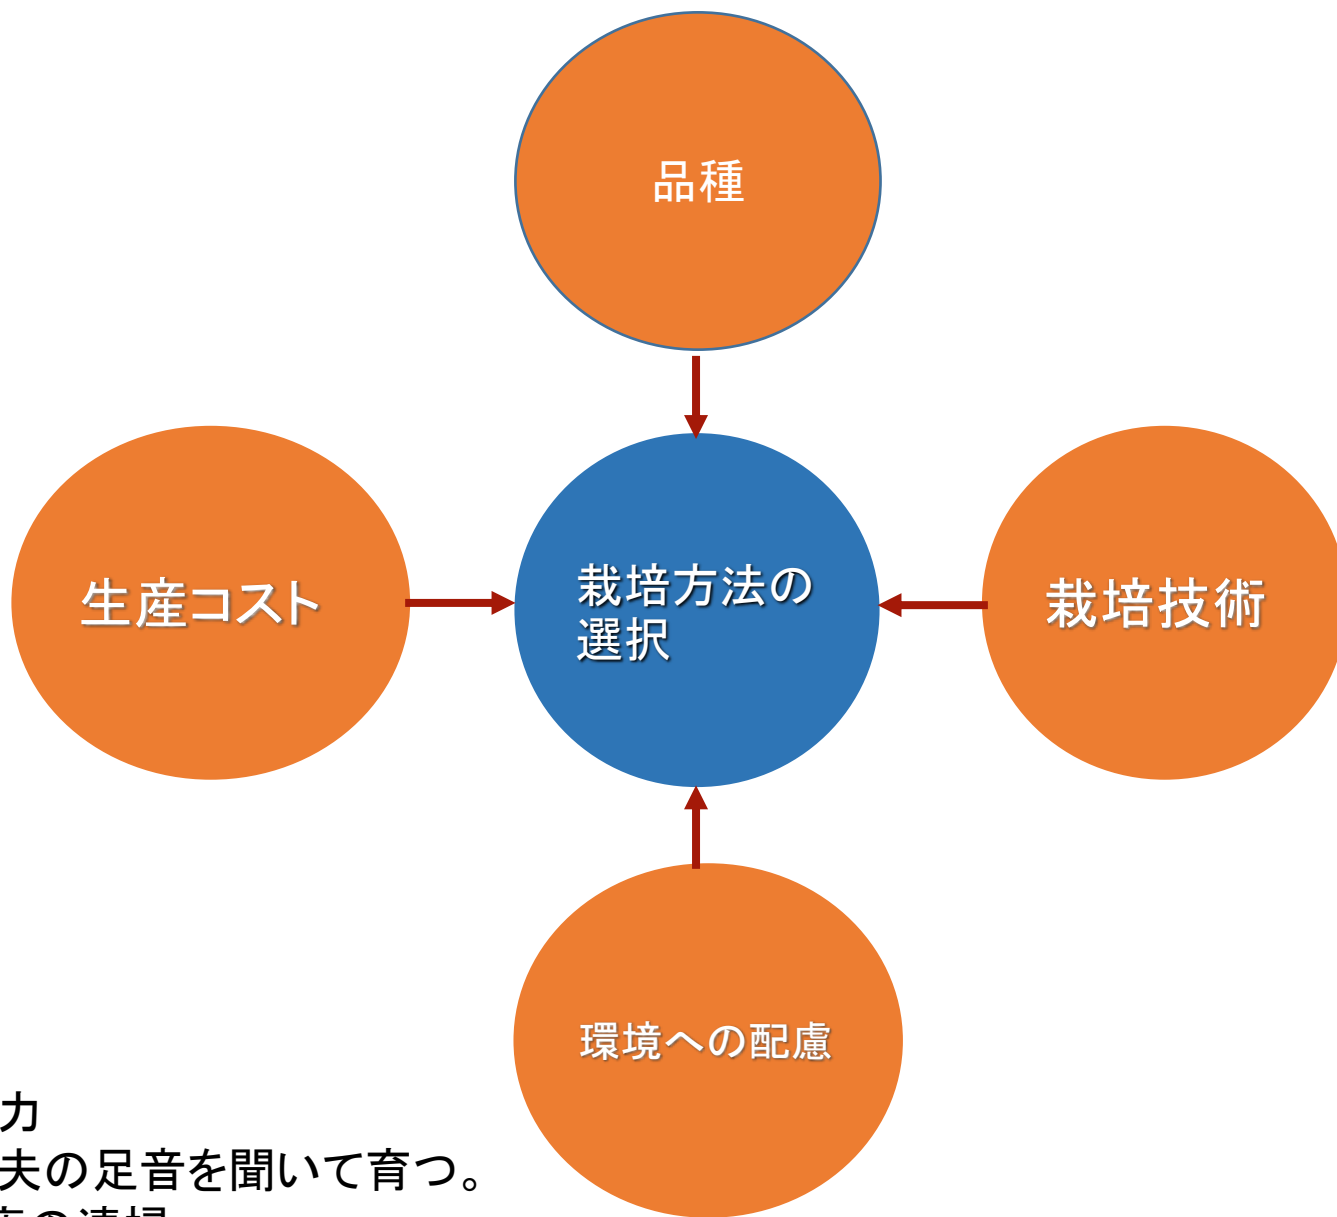 品種
生産コスト
栽培方法の
選択
栽培技術
環境への配慮
力
夫の足音を聞いて育つ。